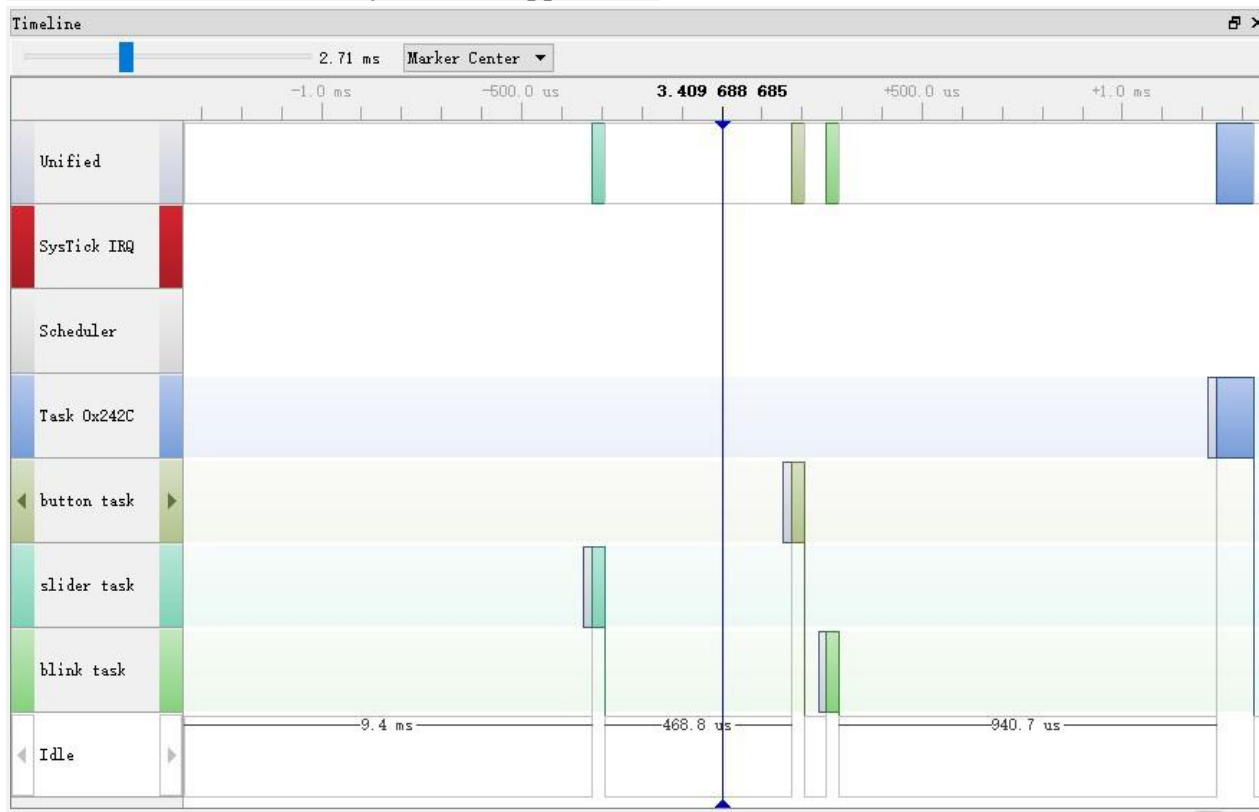 Timeline
2.71 ms Marker Center
-1.0 ms -500.0 us 3.409 688 685 +500.0 us +1.0 ms
Unified
SysTick IRQ
Scheduler
Task 0x242C
button task
slider task
blink task
9.4 ms 468.8 us 940.7 us
Idle